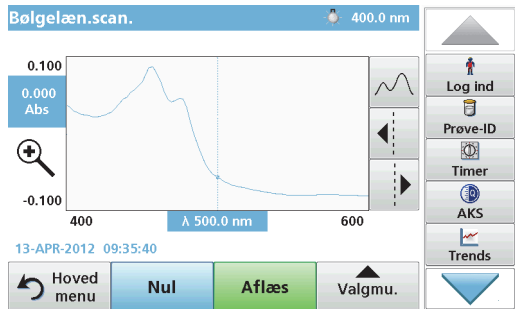 Bølgelæn.scan.
400.0 nm
0.100
0.000
Abs
-0.100
400
λ 500.0 nm
600
13-APR-2012 09:35:40
Hoved
menu
Nul
Aflæs
Valgmu.
Log ind
Prøve-ID
Timer
AKS
Trends